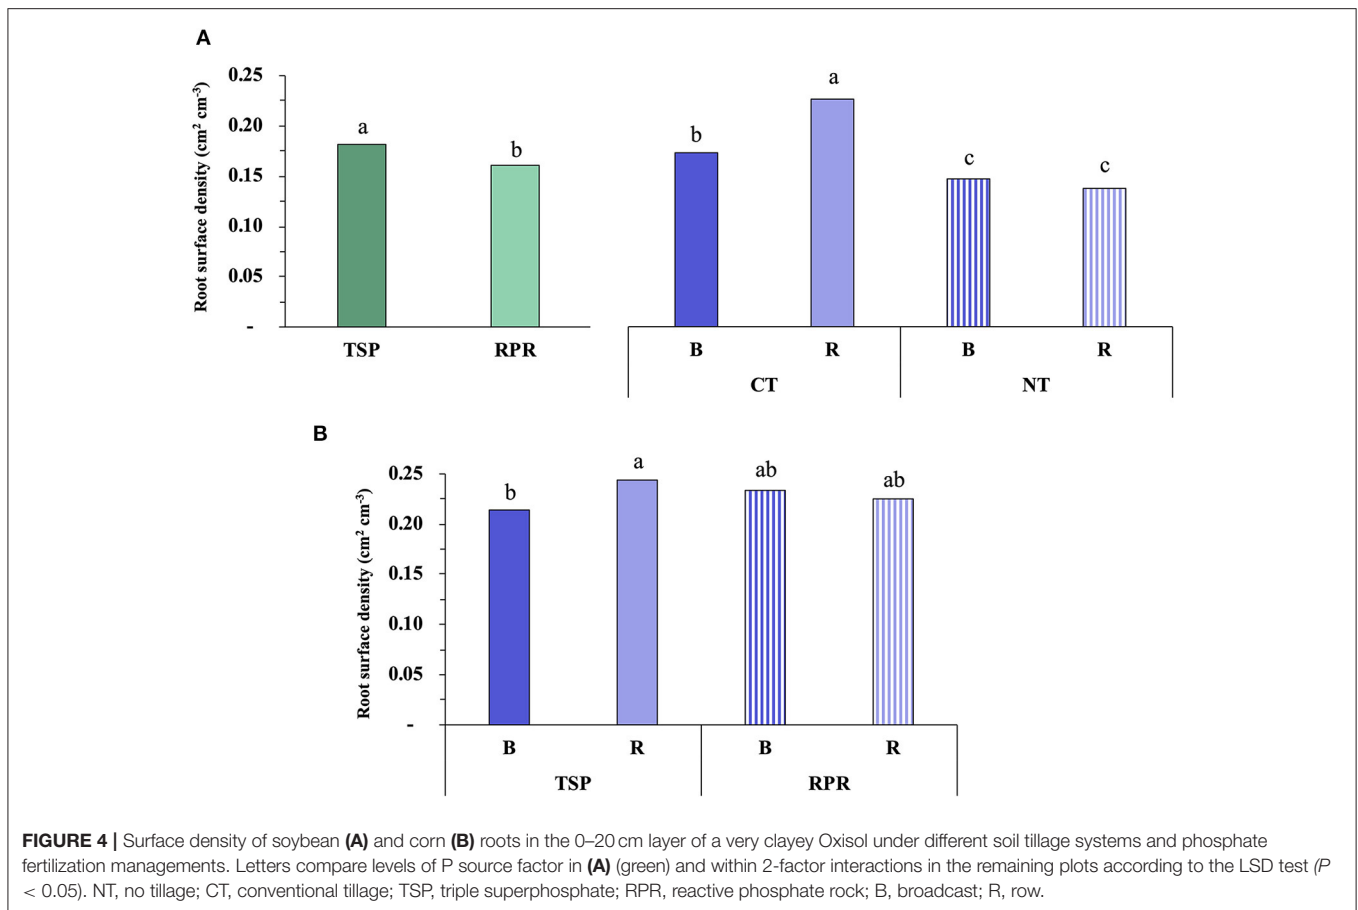 A
Root surface density (cm² cm⁻³)
0.25
0.20
0.15
0.10
0.05
-
a
b
b
a
c
c
TSP RPR
B R B R
CT NT
B
Root surface density (cm² cm⁻³)
0.25
0.20
0.15
0.10
0.05
-
b
a
ab
ab
B R B R
TSP RPR
FIGURE 4 | Surface density of soybean (A) and corn (B) roots in the 0–20 cm layer of a very clayey Oxisol under different soil tillage systems and phosphate
fertilization managements. Letters compare levels of P source factor in (A) (green) and within 2-factor interactions in the remaining plots according to the LSD test (P
< 0.05). NT, no tillage; CT, conventional tillage; TSP, triple superphosphate; RPR, reactive phosphate rock; B, broadcast; R, row.